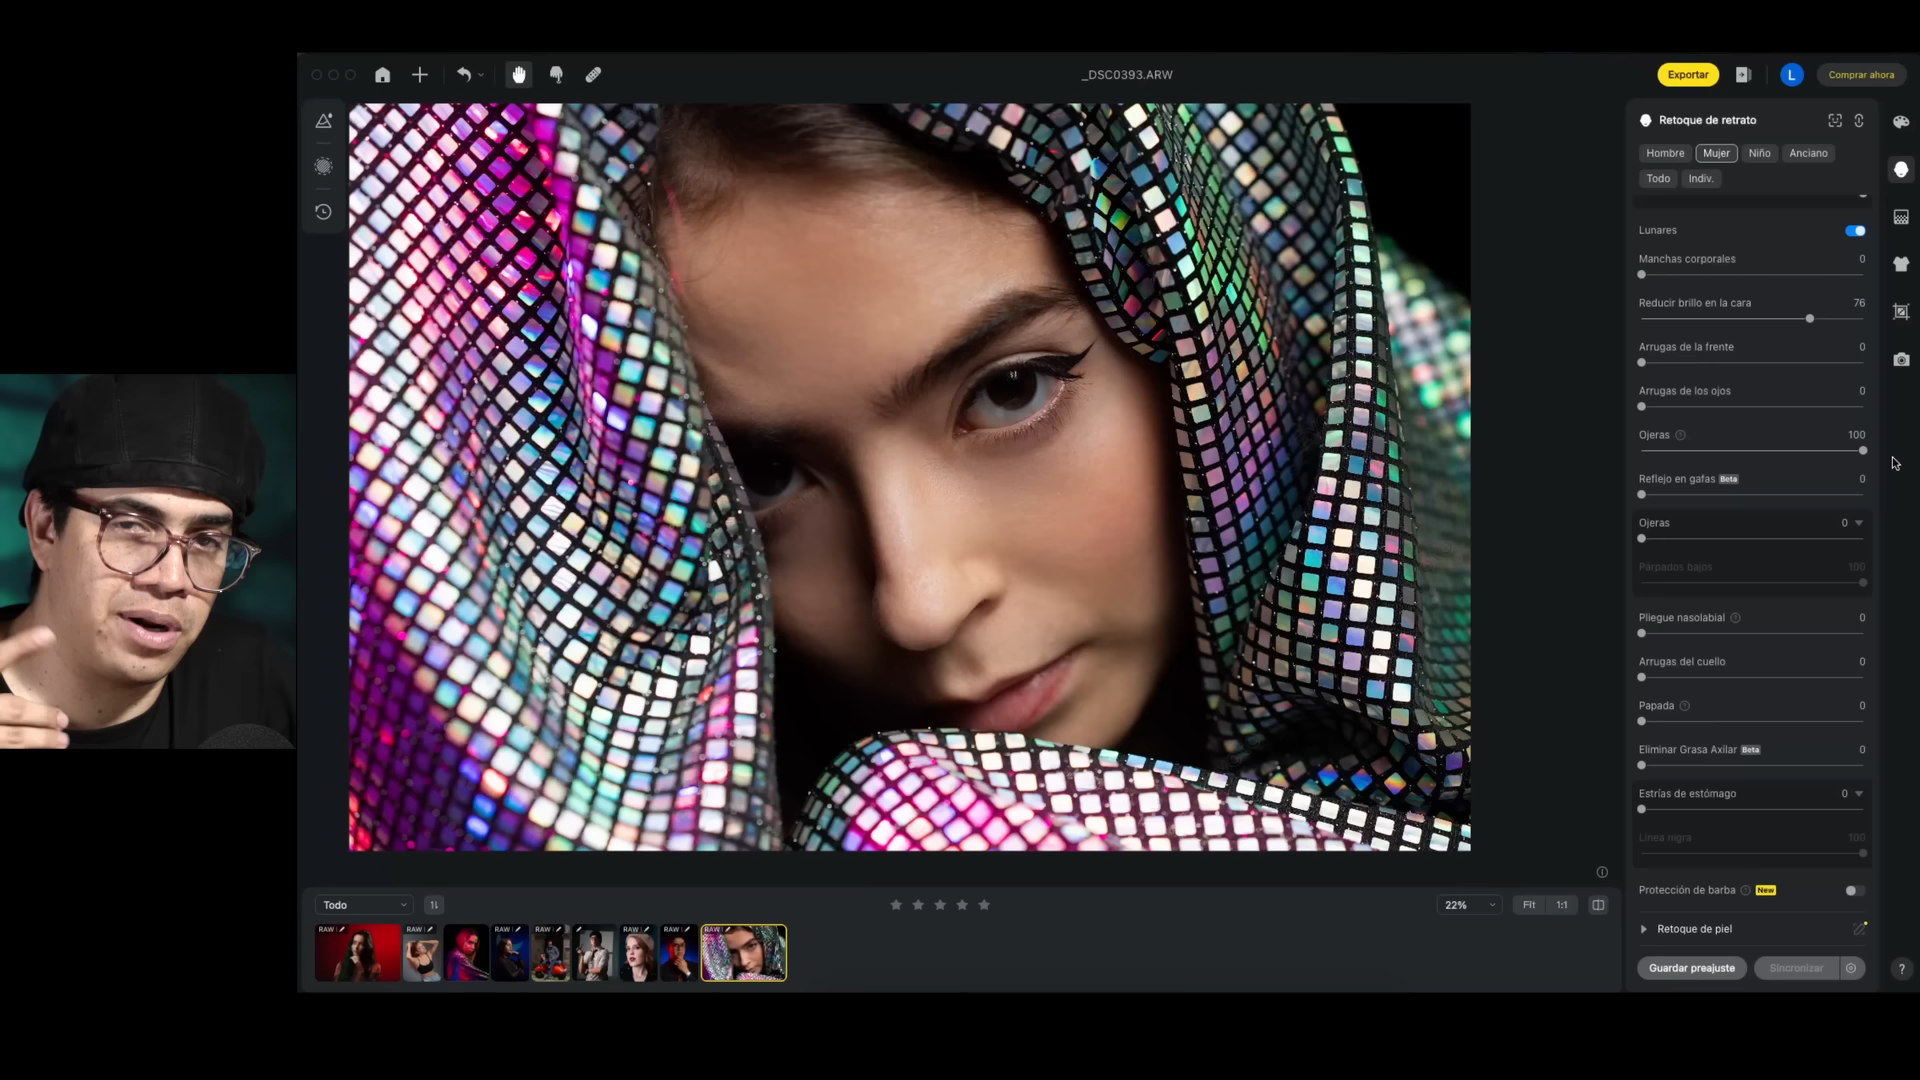 _DSC0393.ARW
Exportar
L
Comprar ahora
Retoque de retrato
Hombre
Mujer
Niño
Anciano
Todo
Indiv.
Lunares
Manchas corporales 0
Reducir brillo en la cara 76
Arrugas de la frente 0
Arrugas de los ojos 0
Ojeras ? 100
Reflejo en gafas Beta 0
Ojeras 0
Párpados bajos 100
Pliegue nasolabial ? 0
Arrugas del cuello 0
Papada ? 0
Eliminar Grasa Axilar Beta 0
Estrías de estómago 0
Línea nigra 100
Protección de barba ? New
Retoque de piel
Guardar preajuste
Sincronizar
?
Todo
22%
Fit
1:1
RAW
RAW
RAW
RAW
RAW
RAW
RAW
RAW